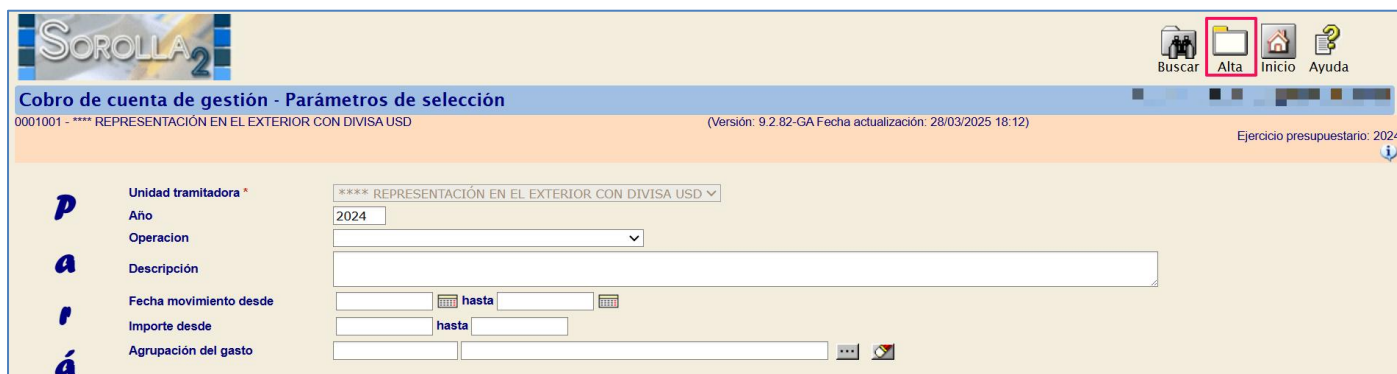 SOROLLA2
Buscar Alta Inicio Ayuda
Cobro de cuenta de gestión - Parámetros de selección
0001001 - **** REPRESENTACIÓN EN EL EXTERIOR CON DIVISA USD (Versión: 9.2.82-GA Fecha actualización: 28/03/2025 18:12)
Ejercicio presupuestario: 2024
Unidad tramitadora * **** REPRESENTACIÓN EN EL EXTERIOR CON DIVISA USD
P
Año 2024
Operacion
a
Descripción
Fecha movimiento desde hasta
r
Importe desde hasta
Agrupación del gasto ...
á